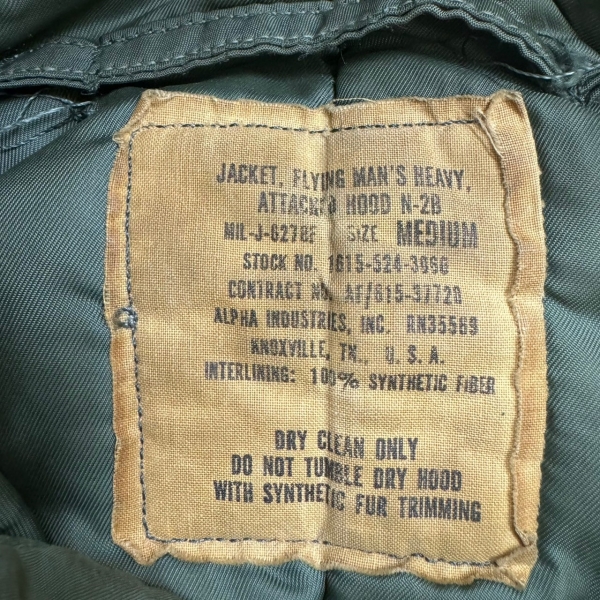 JACKET, FLYING MAN'S HEAVY,
ATTACHED HOOD N-2B
MIL-J-6278F SIZE MEDIUM
STOCK NO. 1615-524-3990
CONTRACT NO. AF/615-37720
ALPHA INDUSTRIES, INC. RN35569
KNOXVILLE, TN., U. S. A.
INTERLINING: 100% SYNTHETIC FIBER
DRY CLEAN ONLY
DO NOT TUMBLE DRY HOOD
WITH SYNTHETIC FUR TRIMMING